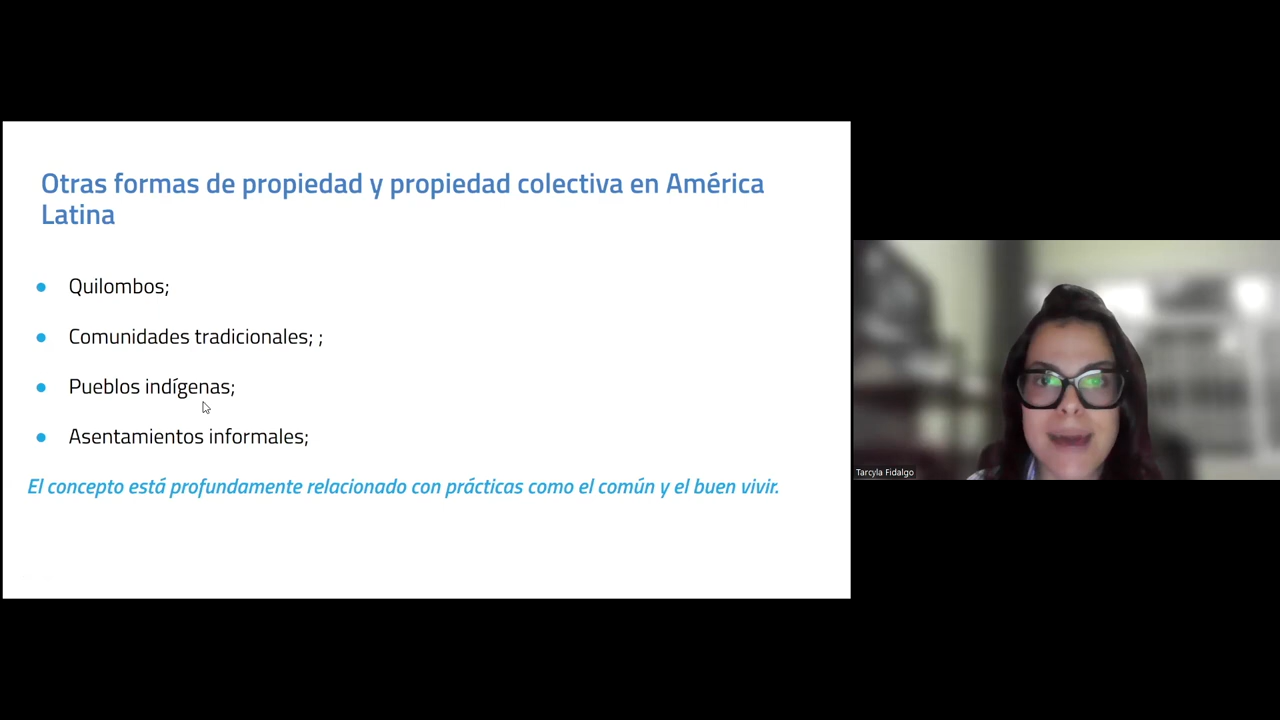 Otras formas de propiedad y propiedad colectiva en América
Latina
Quilombos;
Comunidades tradicionales; ;
Pueblos indígenas;
Asentamientos informales;
El concepto está profundamente relacionado con prácticas como el común y el buen vivir.
Tarcyla Fidalgo